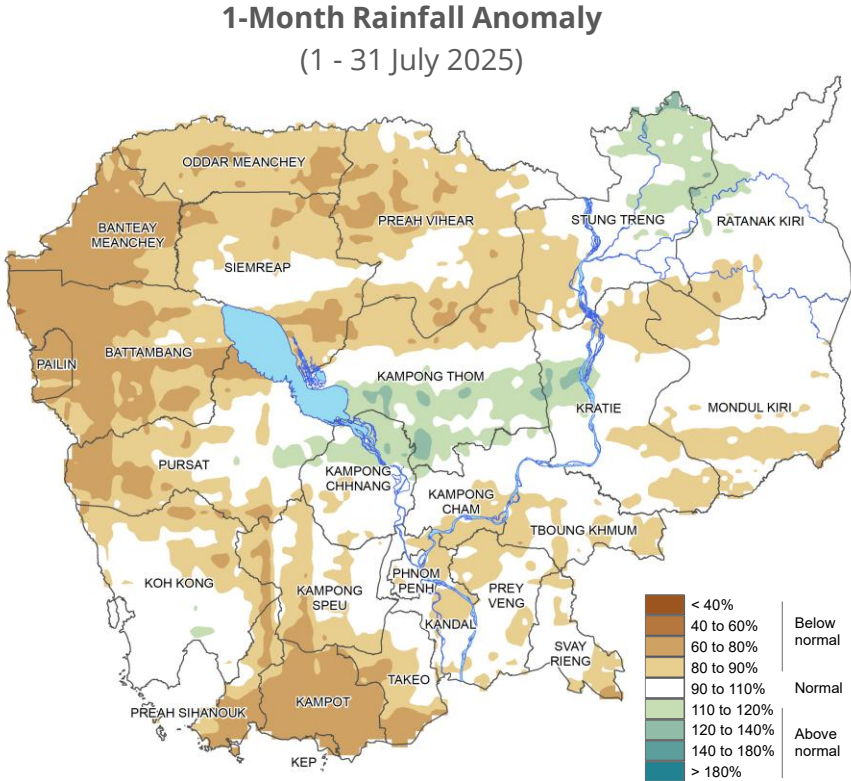 1-Month Rainfall Anomaly
(1 - 31 July 2025)
ODDAR MEANCHEY
BANTEAY
MEANCHEY
PREAH VIHEAR
STUNG TRENG
RATANAK KIRI
SIEMREAP
PAILIN
BATTAMBANG
KAMPONG THOM
KRATIE
MONDUL KIRI
PURSAT
KAMPONG
CHHNANG
KAMPONG
CHAM
TBOUNG KHMUM
KOH KONG
KAMPONG
SPEU
PHNOM
PENH
PREY
VENG
KANDAL
SVAY
RIENG
TAKEO
PREAH SIHANOUK
KAMPOT
KEP
< 40%
40 to 60%
60 to 80%
80 to 90%
Below
normal
90 to 110%
Normal
110 to 120%
120 to 140%
140 to 180%
> 180%
Above
normal